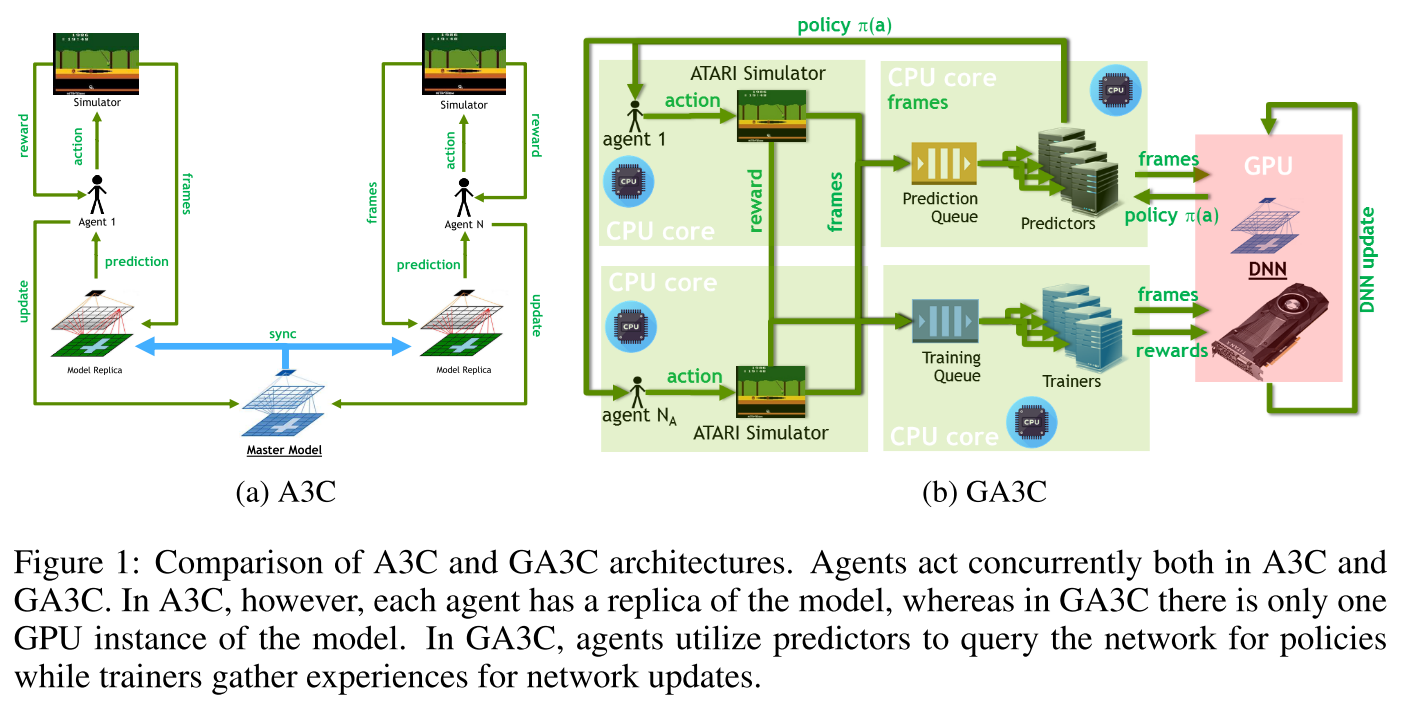 Simulator
reward
action
frames
Agent 1
prediction
update
Model Replica
sync
Master Model
Simulator
frames
action
reward
Agent N
prediction
update
Model Replica
(a) A3C
policy π(a)
CPU core
agent 1
action
ATARI Simulator
CPU
reward
frames
CPU core
frames
CPU
Prediction
Queue
Predictors
frames
policy π(a)
GPU
DNN
DNN update
CPU core
CPU
agent N_A
action
ATARI Simulator
Training
Queue
Trainers
CPU core
CPU
frames
rewards
(b) GA3C
Figure 1: Comparison of A3C and GA3C architectures. Agents act concurrently both in A3C and
GA3C. In A3C, however, each agent has a replica of the model, whereas in GA3C there is only one
GPU instance of the model. In GA3C, agents utilize predictors to query the network for policies
while trainers gather experiences for network updates.